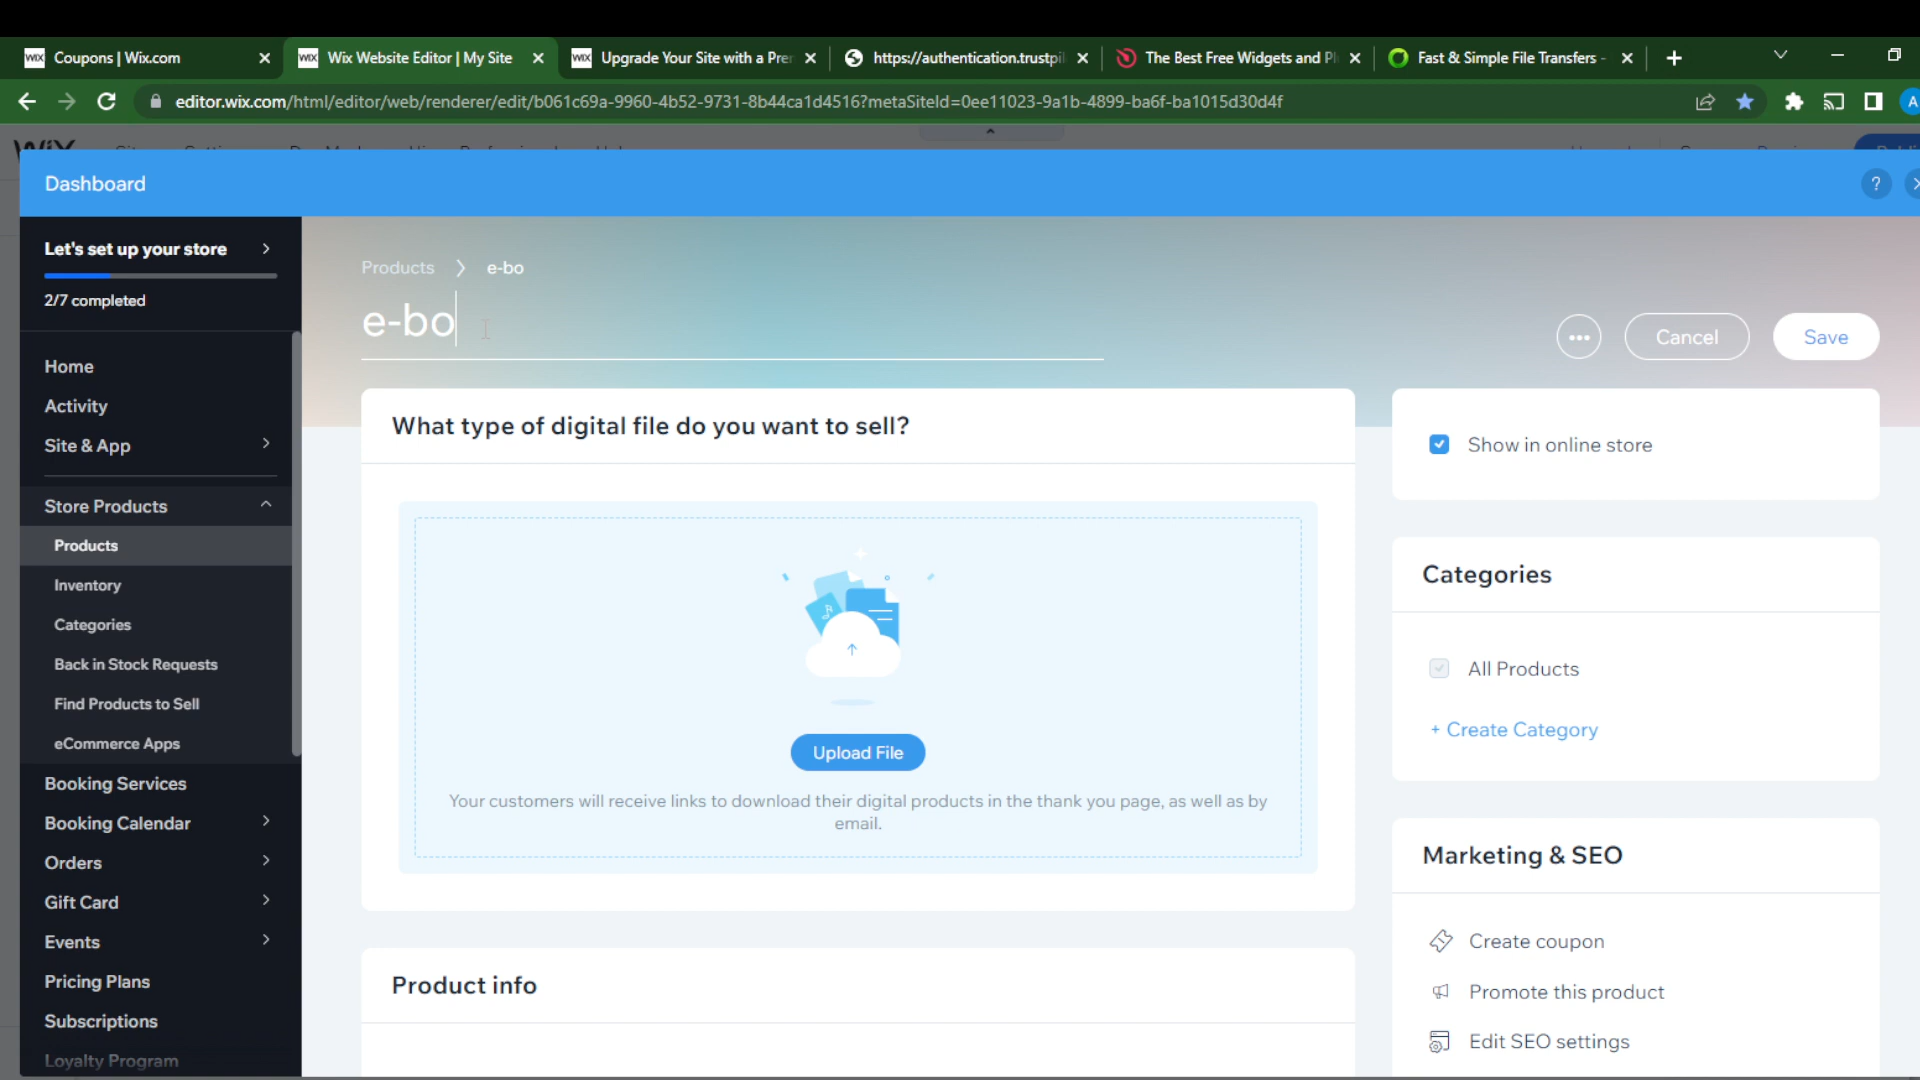 WIX Coupons | Wix.com
WIX Wix Website Editor | My Site
WIX Upgrade Your Site with a Prer
https://authentication.trustpil
The Best Free Widgets and Pl
Fast & Simple File Transfers -
editor.wix.com/html/editor/web/renderer/edit/b061c69a-9960-4b52-9731-8b44ca1d4516?metaSiteId=0ee11023-9a1b-4899-ba6f-ba1015d30d4f
A
WIX
Dashboard
?
Let's set up your store
2/7 completed
Home
Activity
Site & App
Store Products
Products
Inventory
Categories
Back in Stock Requests
Find Products to Sell
eCommerce Apps
Booking Services
Booking Calendar
Orders
Gift Card
Events
Pricing Plans
Subscriptions
Loyalty Program
Products > e-bo
e-bo
Cancel
Save
What type of digital file do you want to sell?
Upload File
Your customers will receive links to download their digital products in the thank you page, as well as by
email.
Product info
Show in online store
Categories
All Products
+ Create Category
Marketing & SEO
Create coupon
Promote this product
Edit SEO settings